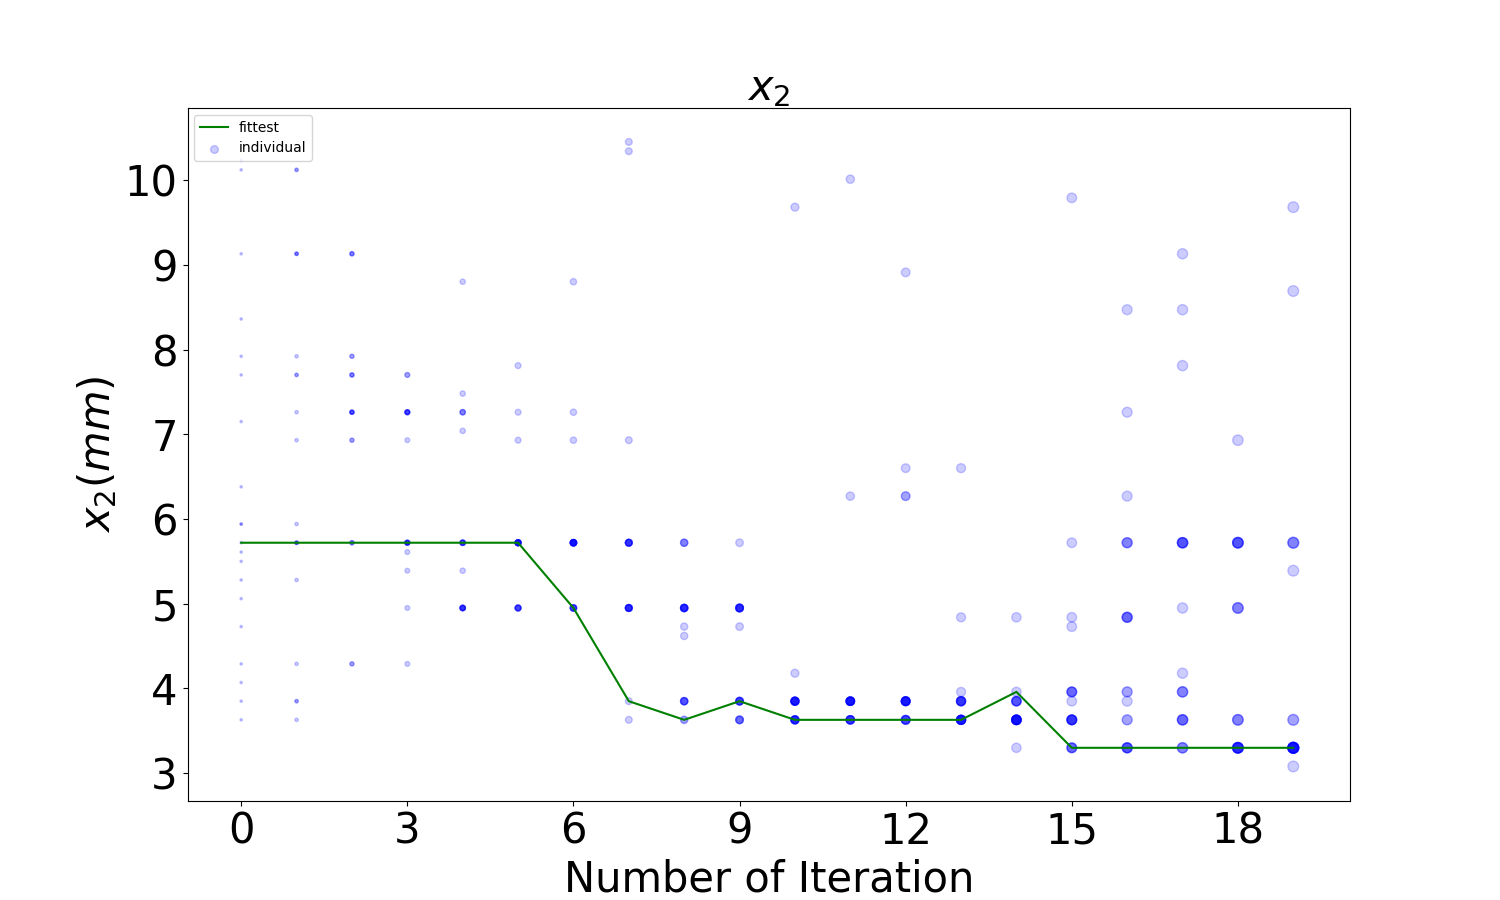 x₂
fittest
individual
10
9
8
7
6
5
4
3
x₂(mm)
0 3 6 9 12 15 18
Number of Iteration